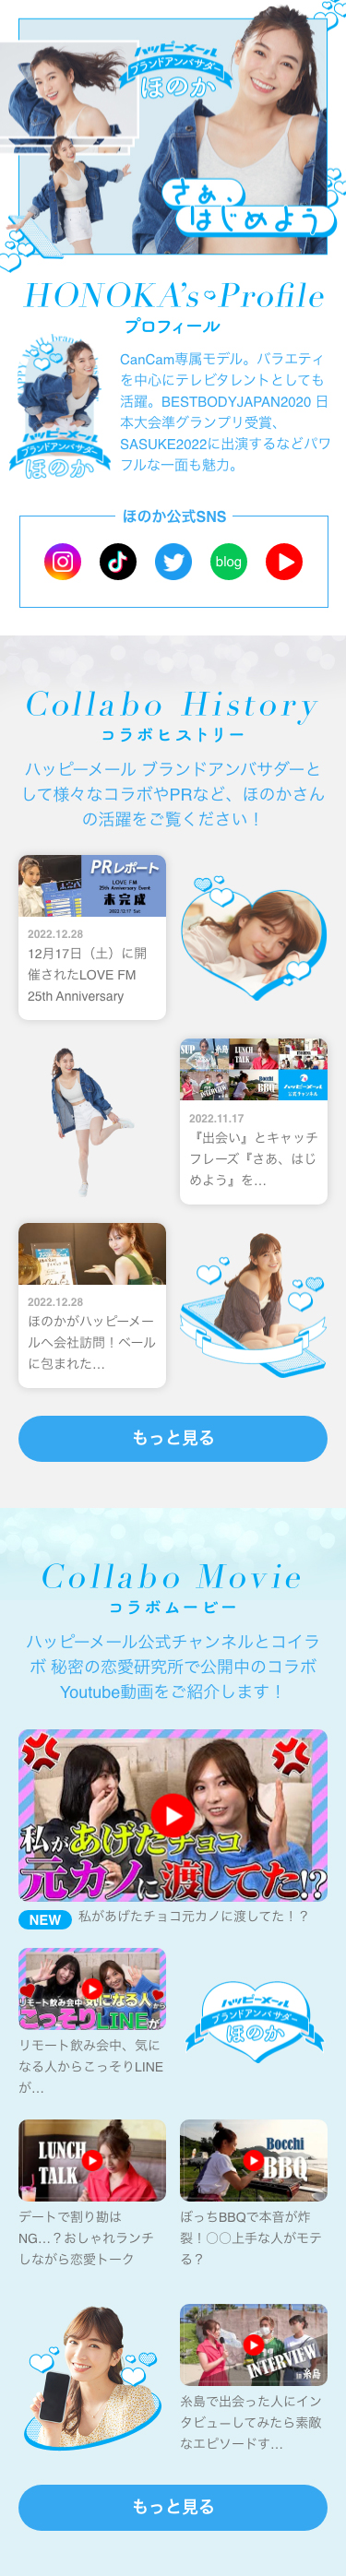 ハッピーメール
ブランドアンバサダー
ほのか
さぁ、
はじめよう
HONOKA's Profile
プロフィール
CanCam専属モデル。バラエティ
を中心にテレビタレントとしても
活躍。BESTBODYJAPAN2020 日
本大会準グランプリ受賞、
SASUKE2022に出演するなどパワ
フルな一面も魅力。
ハッピーメール
ブランドアンバサダー
ほのか
ほのか公式SNS
blog
Collabo History
コラボヒストリー
ハッピーメール ブランドアンバサダーと
して様々なコラボやPRなど、ほのかさん
の活躍をご覧ください！
PRレポート
LOVE FM
25th Anniversary Event
未完成
2022.12.17 Sat
2022.12.28
12月17日（土）に開
催されたLOVE FM
25th Anniversary
SUP
糸島
LUNCH
TALK
Interview
Bocchi
BBQ
ハッピーメール
公式チャンネル
2022.11.17
『出会い』とキャッチ
フレーズ『さあ、はじ
めよう』を…
2022.12.28
ほのかがハッピーメー
ルへ会社訪問！ベール
に包まれた…
もっと見る
Collabo Movie
コラボムービー
ハッピーメール公式チャンネルとコイラ
ボ 秘密の恋愛研究所で公開中のコラボ
Youtube動画をご紹介します！
私があげたチョコ
元カノに渡してた!?
NEW 私があげたチョコ元カノに渡してた！？
リモート飲み会中、気になる人から
こっそりLINEが
ハッピーメール
ブランドアンバサダー
ほのか
リモート飲み会中、気に
なる人からこっそりLINE
が…
LUNCH
TALK
Bocchi
BBQ
デートで割り勘は
NG…？おしゃれランチ
しながら恋愛トーク
ぼっちBBQで本音が炸
裂！〇〇上手な人がモテ
る？
INTERVIEW
in 糸島
糸島で出会った人にイン
タビューしてみたら素敵
なエピソードす…
もっと見る